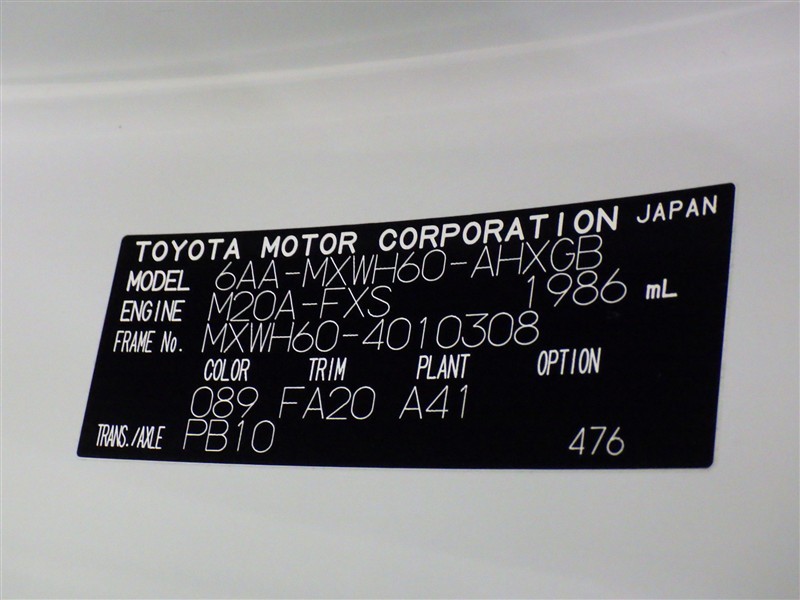 TOYOTA MOTOR CORPORATION JAPAN
MODEL 6AA-MXWH60-AHXGB
ENGINE M20A-FXS 1986 mL
FRAME No. MXWH60-4010308
COLOR TRIM PLANT OPTION
089 FA20 A41
TRANS./AXLE PB10 476